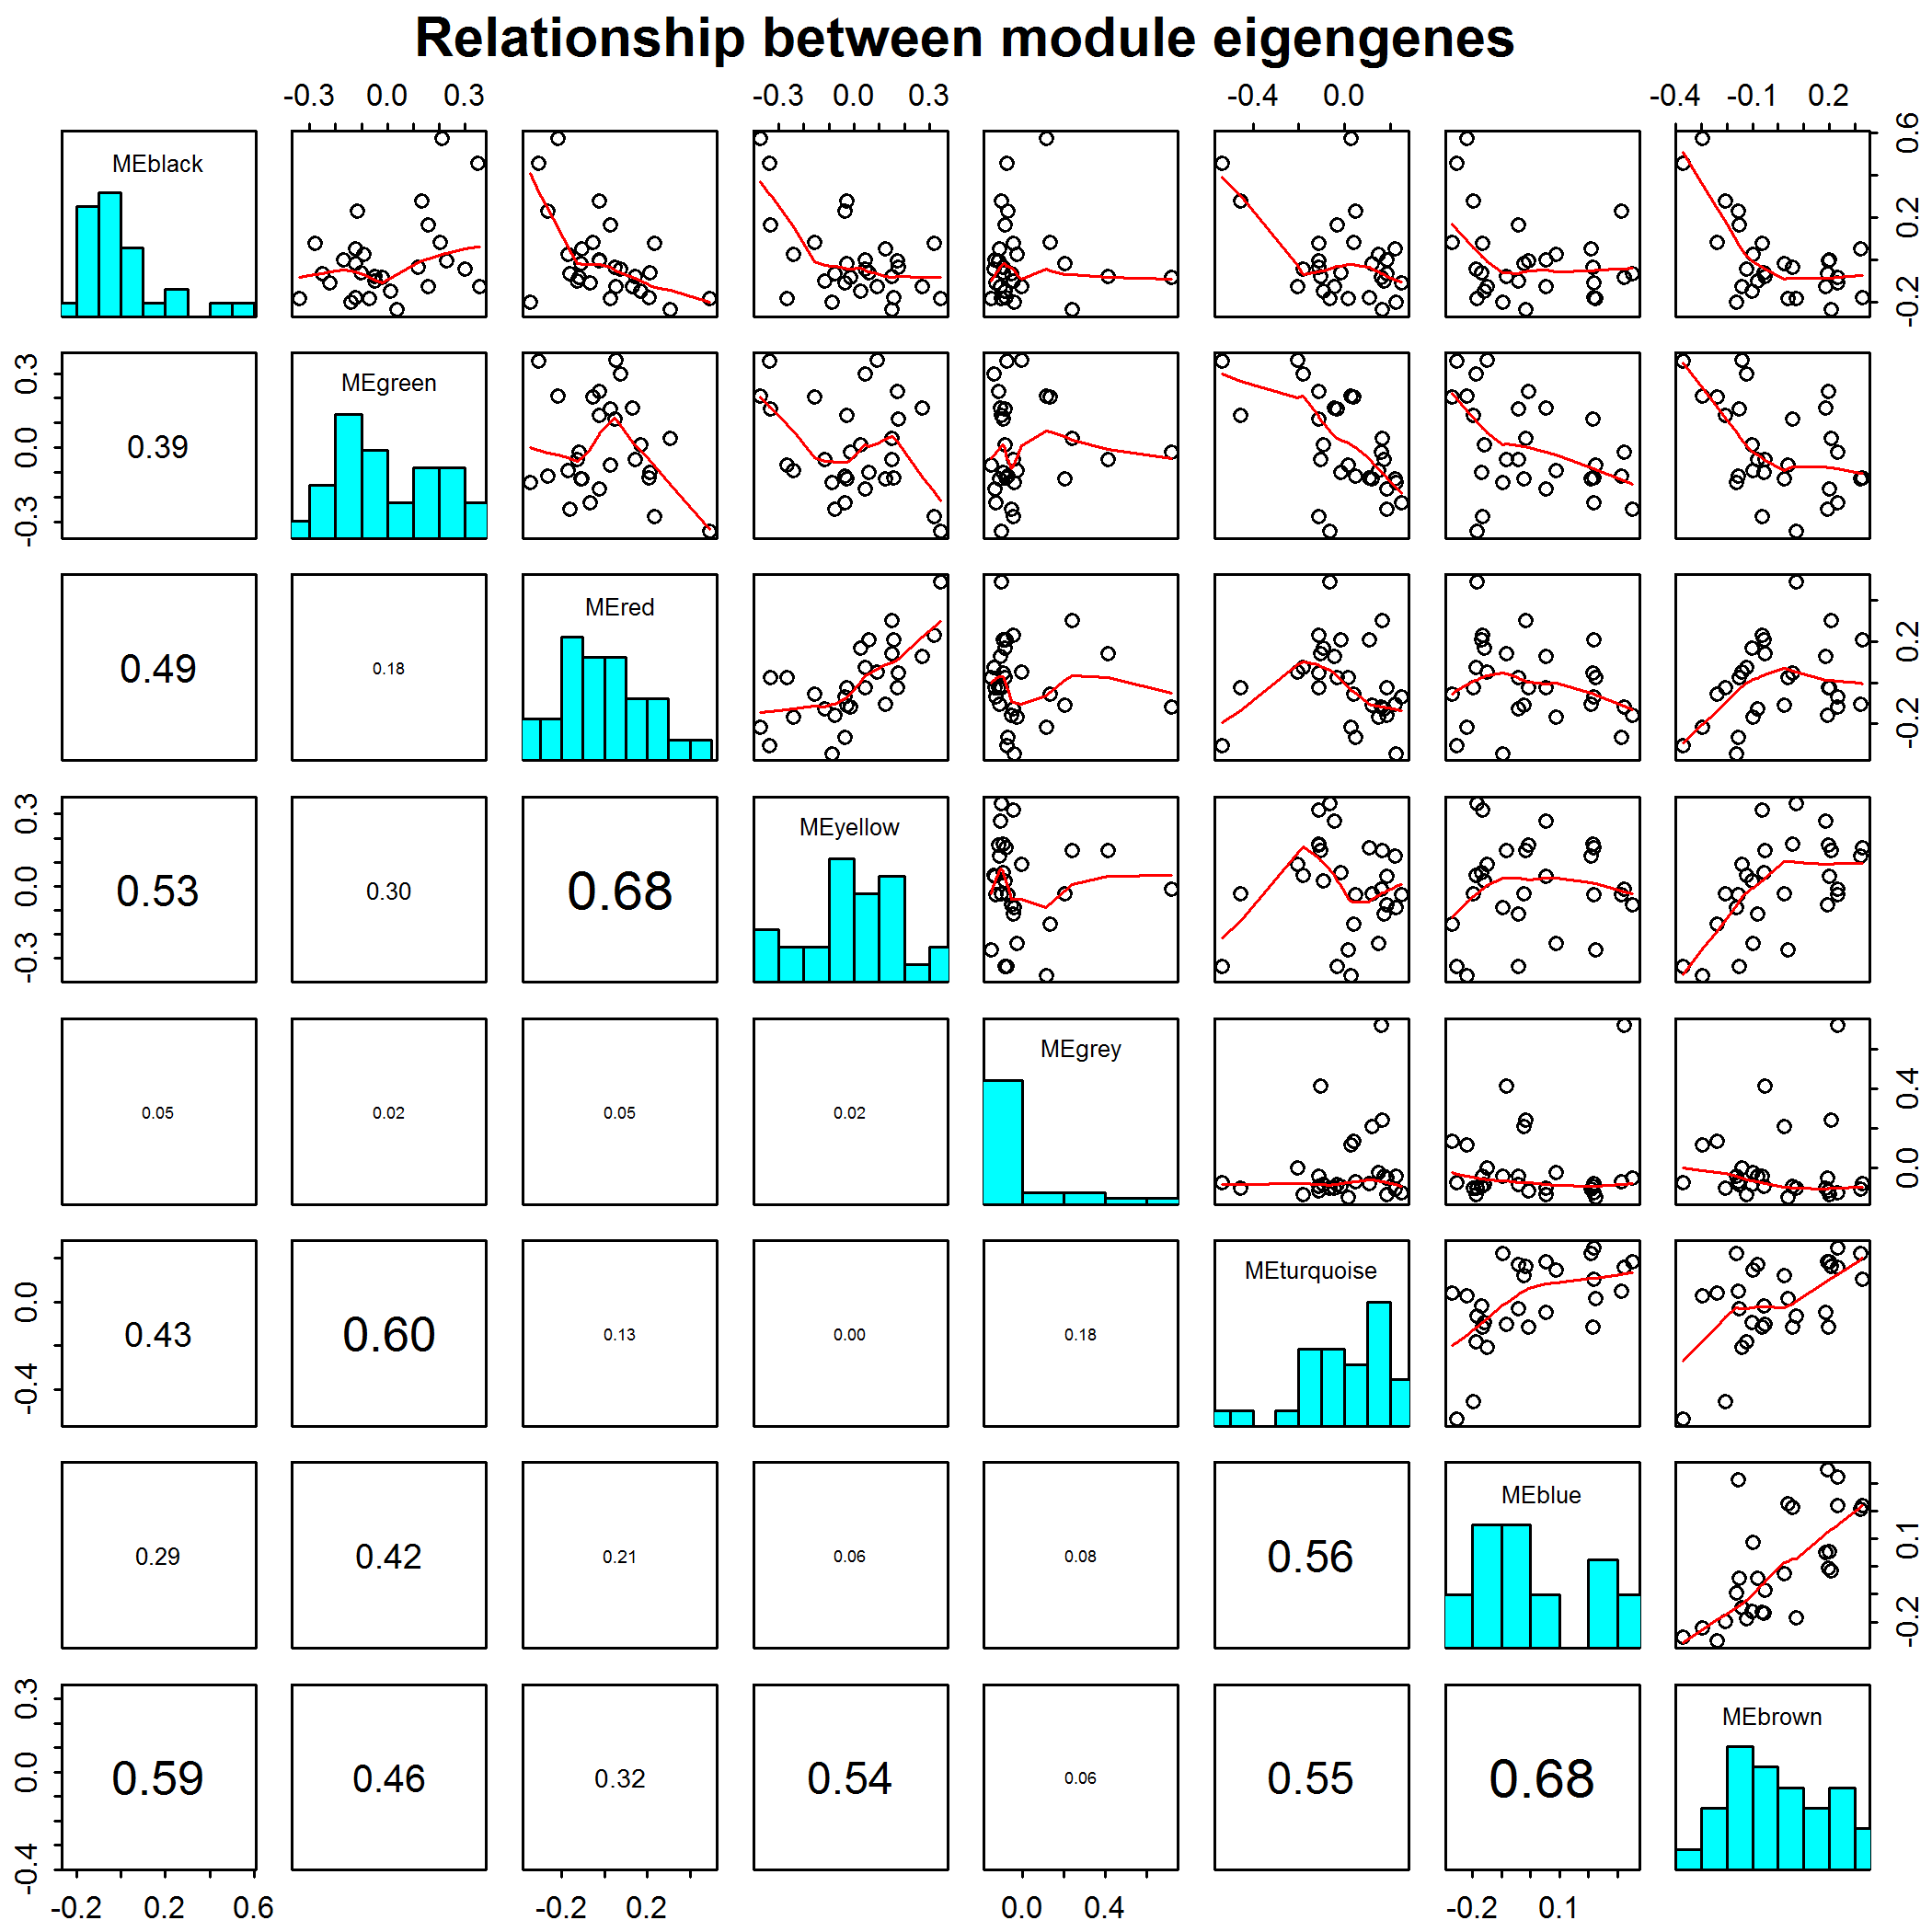 Relationship between module eigengenes
-0.3 0.0 0.3 -0.3 0.0 0.3 -0.4 0.0 -0.4 -0.1 0.2
MEblack
-0.2 0.2 0.6
-0.3 0.0 0.3
0.39
MEgreen
0.49
0.18
MEred
-0.2 0.2
-0.3 0.0 0.3
0.53
0.30
0.68
MEyellow
0.05
0.02
0.05
0.02
MEgrey
0.0 0.4
-0.4 0.0
0.43
0.60
0.13
0.00
0.18
MEturquoise
0.29
0.42
0.21
0.06
0.08
0.56
MEblue
-0.2 0.1
-0.4 0.0 0.3
0.59
0.46
0.32
0.54
0.06
0.55
0.68
MEbrown
-0.2 0.2 0.6 -0.2 0.2 0.0 0.4 -0.2 0.1